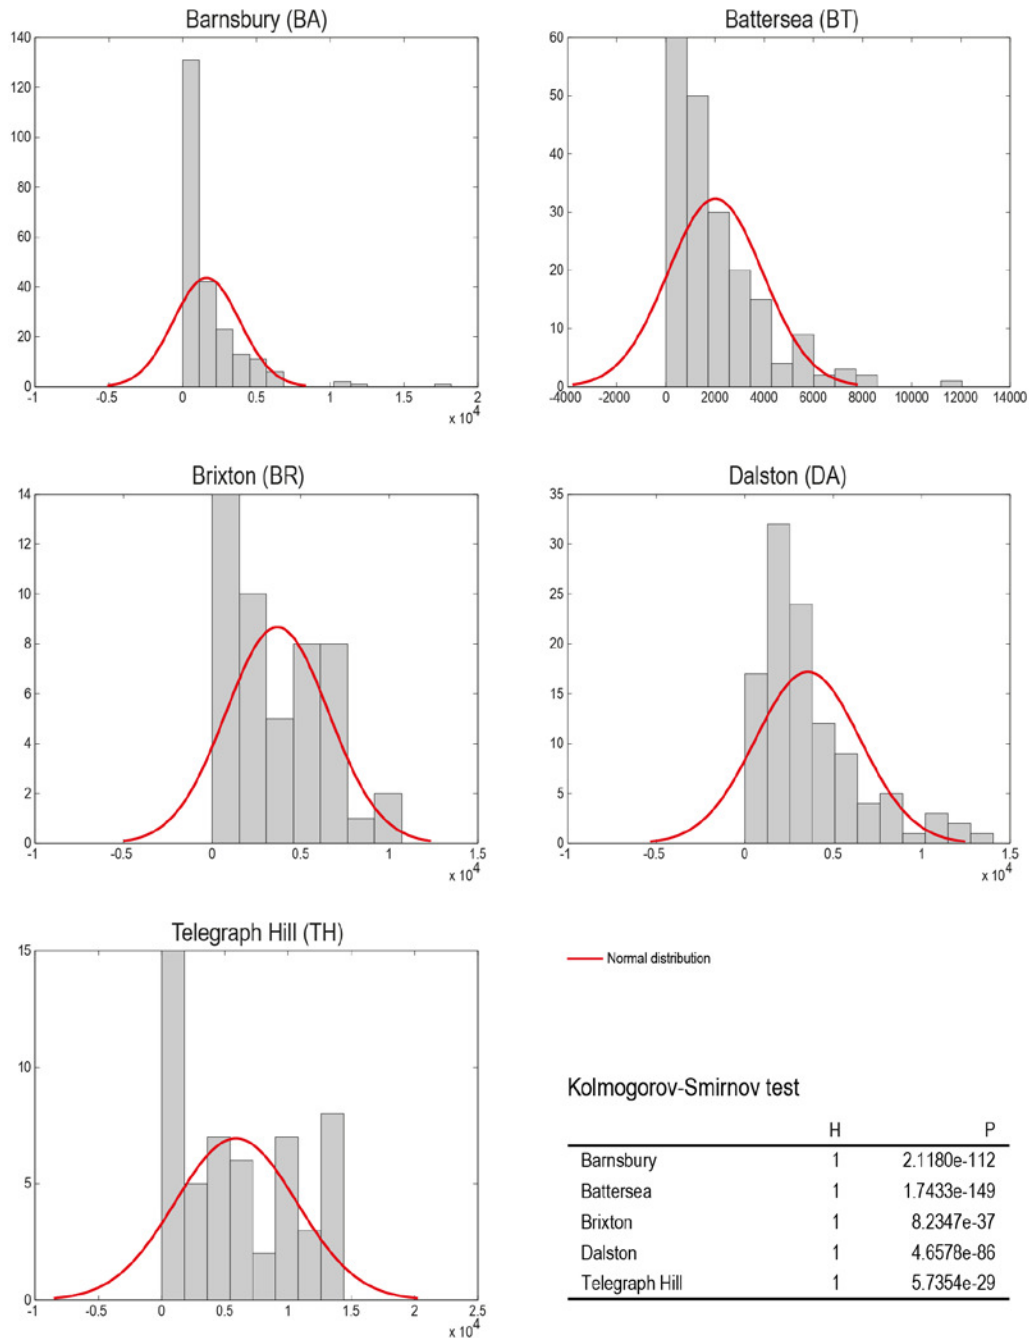 Barnsbury (BA)
140
120
100
80
60
40
20
0
-1 -0.5 0 0.5 1 1.5 2
x 10^4
Battersea (BT)
60
50
40
30
20
10
0
-4000 -2000 0 2000 4000 6000 8000 10000 12000 14000
Brixton (BR)
14
12
10
8
6
4
2
0
-1 -0.5 0 0.5 1 1.5
x 10^4
Dalston (DA)
35
30
25
20
15
10
5
0
-1 -0.5 0 0.5 1 1.5
x 10^4
Telegraph Hill (TH)
15
10
5
0
-1 -0.5 0 0.5 1 1.5 2 2.5
x 10^4
Normal distribution
Kolmogorov-Smirnov test
H P
Barnsbury 1 2.1180e-112
Battersea 1 1.7433e-149
Brixton 1 8.2347e-37
Dalston 1 4.6578e-86
Telegraph Hill 1 5.7354e-29